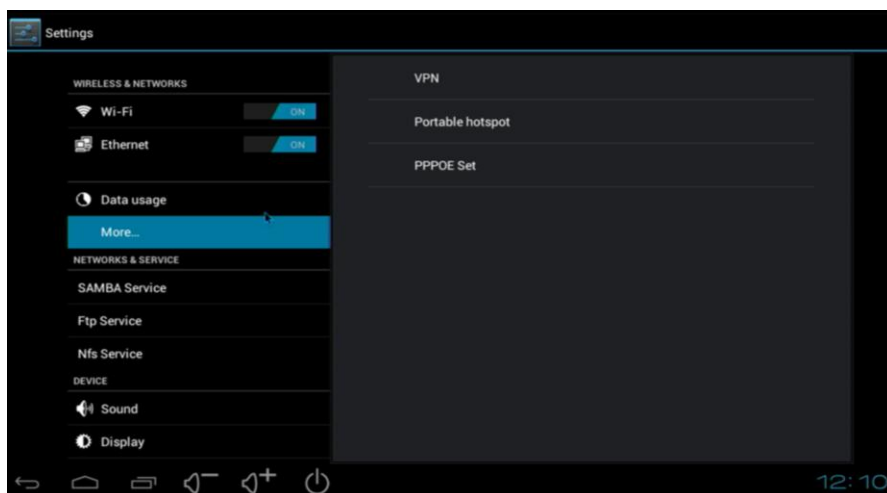 Settings
WIRELESS & NETWORKS
Wi-Fi ON
Ethernet ON
Data usage
More...
NETWORKS & SERVICE
SAMBA Service
Ftp Service
Nfs Service
DEVICE
Sound
Display
VPN
Portable hotspot
PPPOE Set
12:10